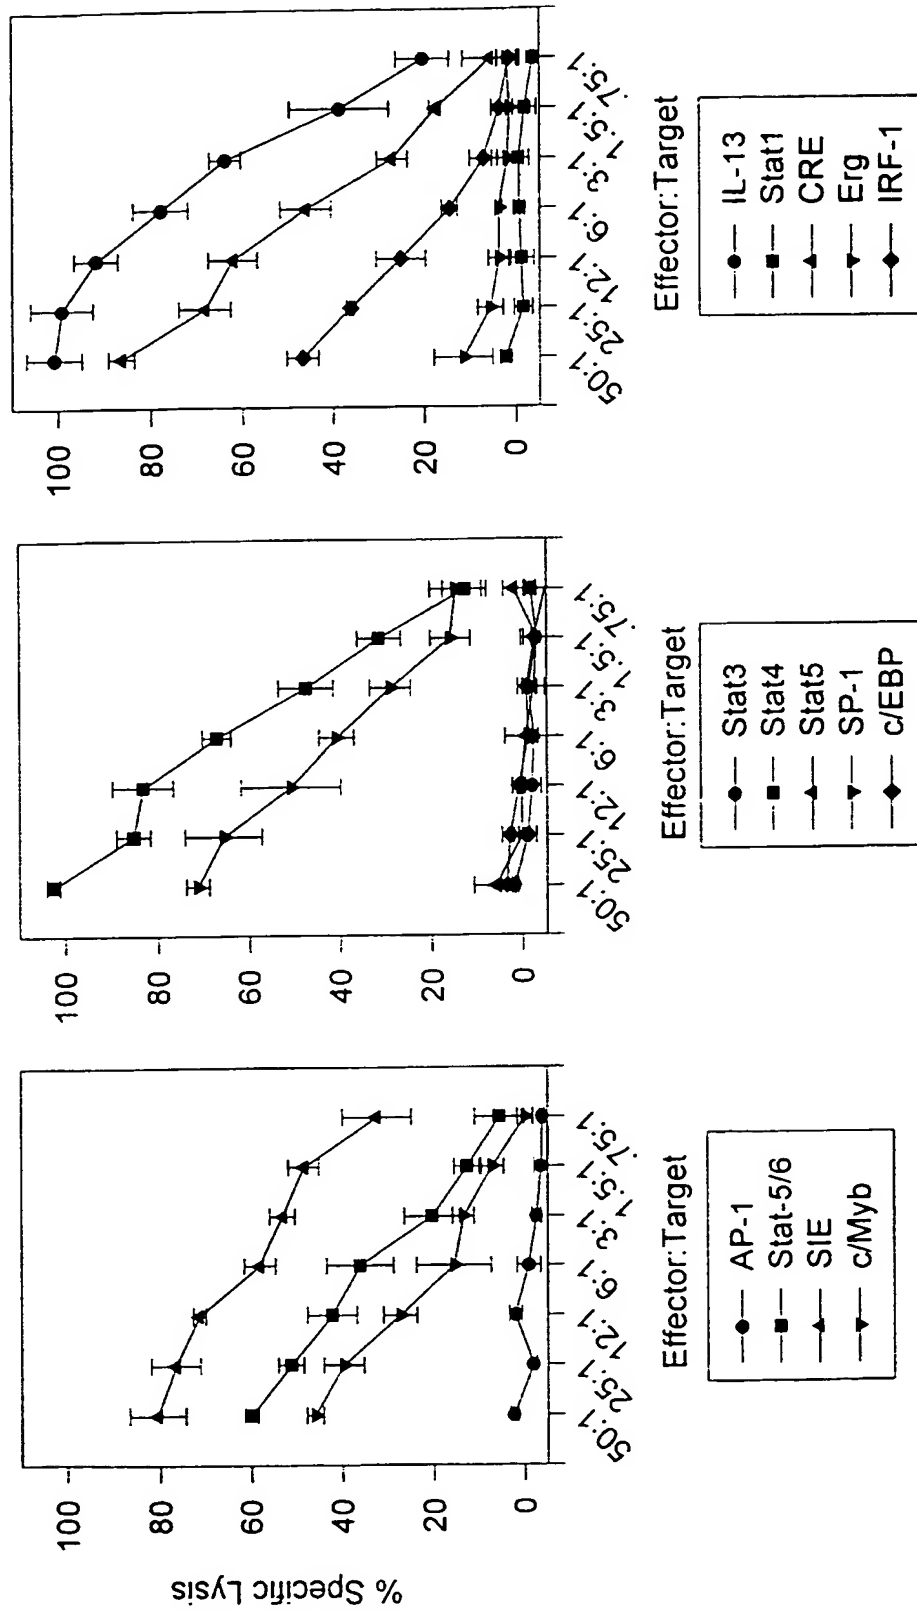 % Specific Lysis
100
80
60
40
20
0
50:1
25:1
12:1
6:1
3:1
1.5:1
.75:1
Effector:Target
AP-1
Stat-5/6
SIE
c/Myb
100
80
60
40
20
0
50:1
25:1
12:1
6:1
3:1
1.5:1
.75:1
Effector:Target
Stat3
Stat4
Stat5
SP-1
c/EBP
100
80
60
40
20
0
50:1
25:1
12:1
6:1
3:1
1.5:1
.75:1
Effector:Target
IL-13
Stat1
CRE
Erg
IRF-1